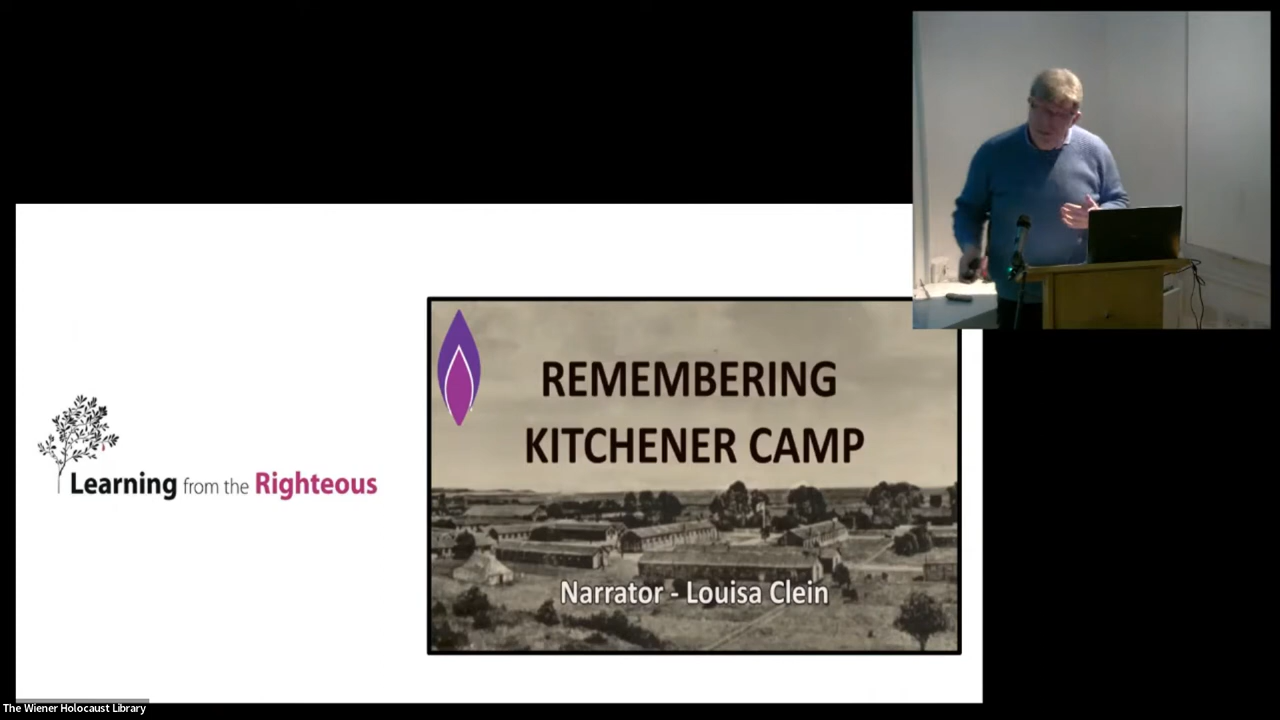 REMEMBERING
KITCHENER CAMP
Learning from the Righteous
Narrator - Louisa Clein
The Wiener Holocaust Library